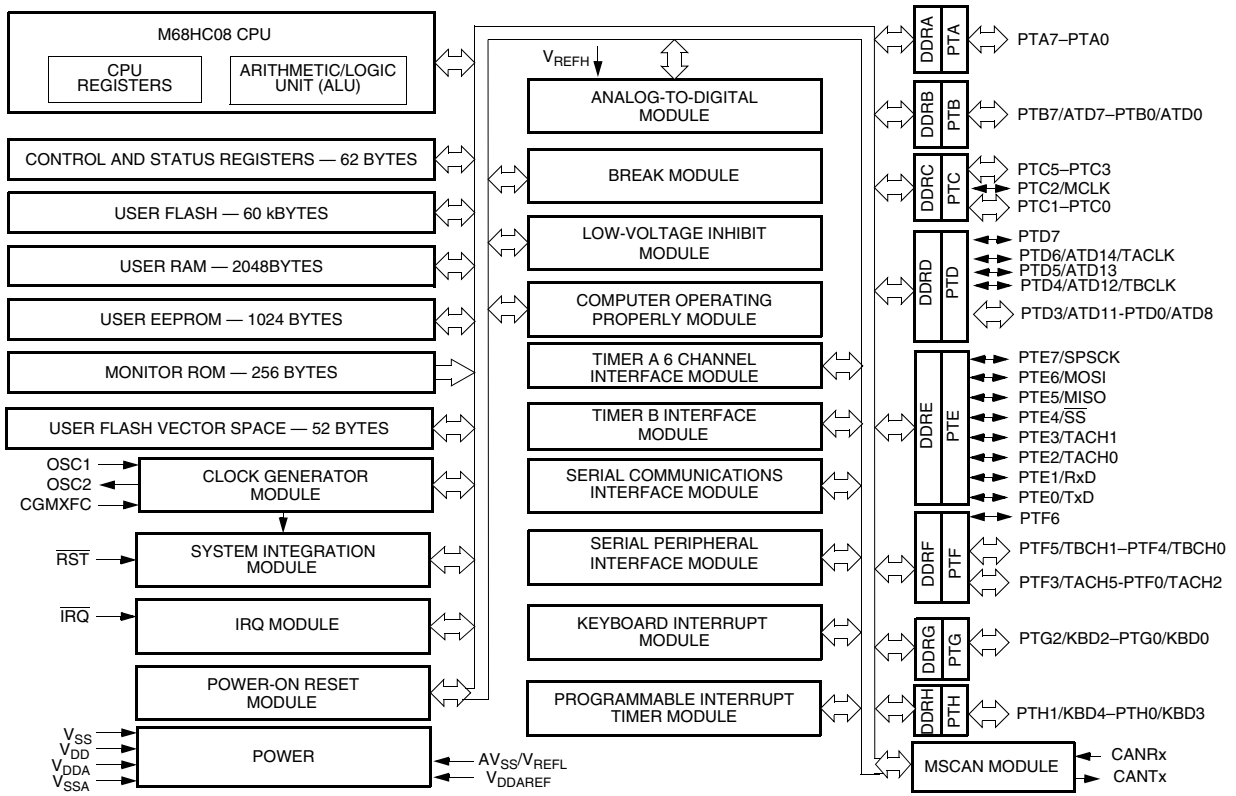 M68HC08 CPU
CPU
REGISTERS
ARITHMETIC/LOGIC
UNIT (ALU)
CONTROL AND STATUS REGISTERS — 62 BYTES
USER FLASH — 60 kBYTES
USER RAM — 2048BYTES
USER EEPROM — 1024 BYTES
MONITOR ROM — 256 BYTES
USER FLASH VECTOR SPACE — 52 BYTES
OSC1
OSC2
CGMXFC
CLOCK GENERATOR
MODULE
RST
SYSTEM INTEGRATION
MODULE
IRQ
IRQ MODULE
POWER-ON RESET
MODULE
VSS
VDD
VDDA
VSSA
POWER
AVSS/VREFL
VDDAREF
VREFH
ANALOG-TO-DIGITAL
MODULE
BREAK MODULE
LOW-VOLTAGE INHIBIT
MODULE
COMPUTER OPERATING
PROPERLY MODULE
TIMER A 6 CHANNEL
INTERFACE MODULE
TIMER B INTERFACE
MODULE
SERIAL COMMUNICATIONS
INTERFACE MODULE
SERIAL PERIPHERAL
INTERFACE MODULE
KEYBOARD INTERRUPT
MODULE
PROGRAMMABLE INTERRUPT
TIMER MODULE
DDRA
PTA
PTA7–PTA0
DDRB
PTB
PTB7/ATD7–PTB0/ATD0
DDRC
PTC
PTC5–PTC3
PTC2/MCLK
PTC1–PTC0
DDRD
PTD
PTD7
PTD6/ATD14/TACLK
PTD5/ATD13
PTD4/ATD12/TBCLK
PTD3/ATD11-PTD0/ATD8
DDRE
PTE
PTE7/SPSCK
PTE6/MOSI
PTE5/MISO
PTE4/SS
PTE3/TACH1
PTE2/TACH0
PTE1/RxD
PTE0/TxD
DDRF
PTF
PTF6
PTF5/TBCH1–PTF4/TBCH0
PTF3/TACH5-PTF0/TACH2
DDRG
PTG
PTG2/KBD2–PTG0/KBD0
DDRH
PTH
PTH1/KBD4–PTH0/KBD3
MSCAN MODULE
CANRx
CANTx